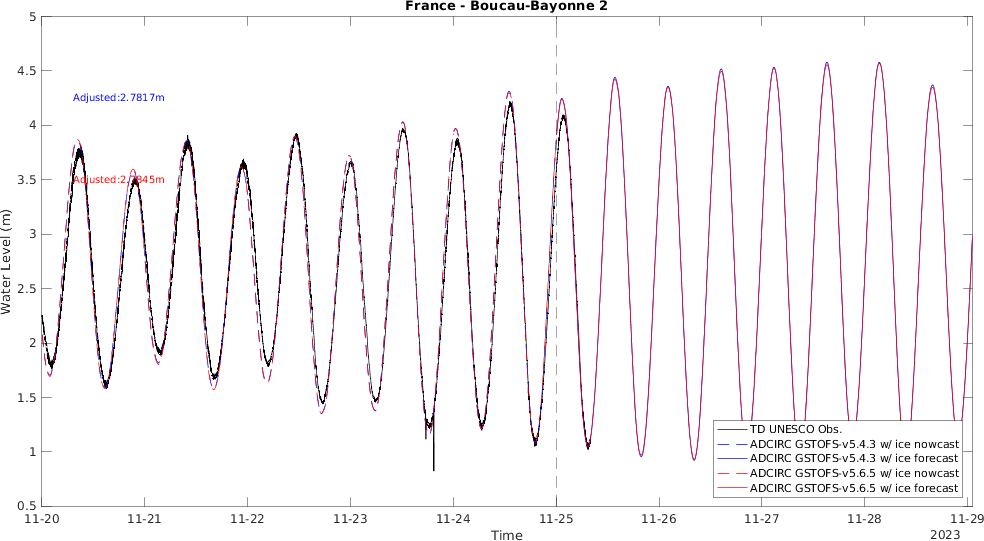 France - Boucau-Bayonne 2
5
4.5
4
3.5
3
2.5
2
1.5
1
0.5
Water Level (m)
Adjusted:2.7817m
Adjusted:2.7845m
TD UNESCO Obs.
ADCIRC GSTOFS-v5.4.3 w/ ice nowcast
ADCIRC GSTOFS-v5.4.3 w/ ice forecast
ADCIRC GSTOFS-v5.6.5 w/ ice nowcast
ADCIRC GSTOFS-v5.6.5 w/ ice forecast
11-20 11-21 11-22 11-23 11-24 11-25 11-26 11-27 11-28 11-29
Time
2023